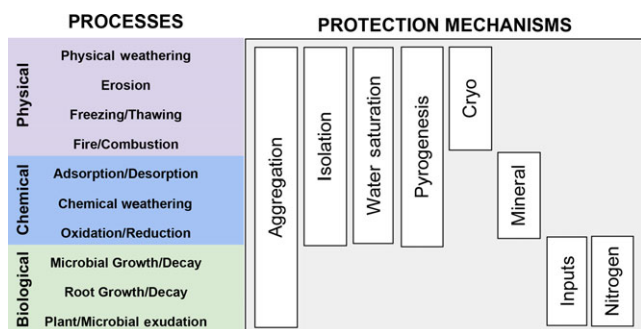 PROCESSES
PROTECTION MECHANISMS
Physical
Physical weathering
Erosion
Freezing/Thawing
Fire/Combustion
Chemical
Adsorption/Desorption
Chemical weathering
Oxidation/Reduction
Biological
Microbial Growth/Decay
Root Growth/Decay
Plant/Microbial exudation
Aggregation
Isolation
Water saturation
Pyrogenesis
Cryo
Mineral
Inputs
Nitrogen